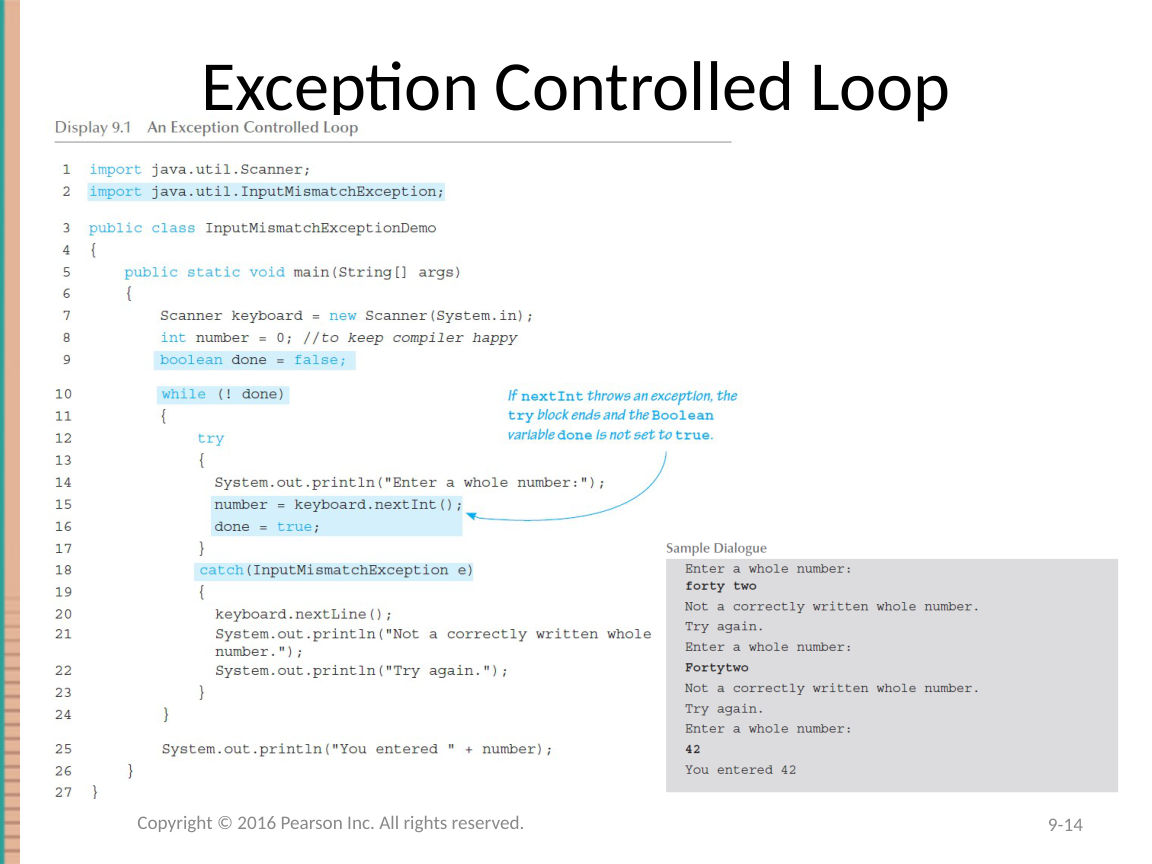 Exception Controlled Loop
Display 9.1 An Exception Controlled Loop
1 import java.util.Scanner;
2 import java.util.InputMismatchException;
3 public class InputMismatchExceptionDemo
4 {
5 public static void main(String[] args)
6 {
7 Scanner keyboard = new Scanner(System.in);
8 int number = 0; //to keep compiler happy
9 boolean done = false;
10 while (! done)
11 {
12 try
13 {
14 System.out.println("Enter a whole number:");
15 number = keyboard.nextInt();
16 done = true;
17 }
18 catch(InputMismatchException e)
19 {
20 keyboard.nextLine();
21 System.out.println("Not a correctly written whole
number.");
22 System.out.println("Try again.");
23 }
24 }
25 System.out.println("You entered " + number);
26 }
27 }
If nextInt throws an exception, the
try block ends and the Boolean
variable done is not set to true.
Sample Dialogue
Enter a whole number:
forty two
Not a correctly written whole number.
Try again.
Enter a whole number:
Fortytwo
Not a correctly written whole number.
Try again.
Enter a whole number:
42
You entered 42
Copyright © 2016 Pearson Inc. All rights reserved.
9-14